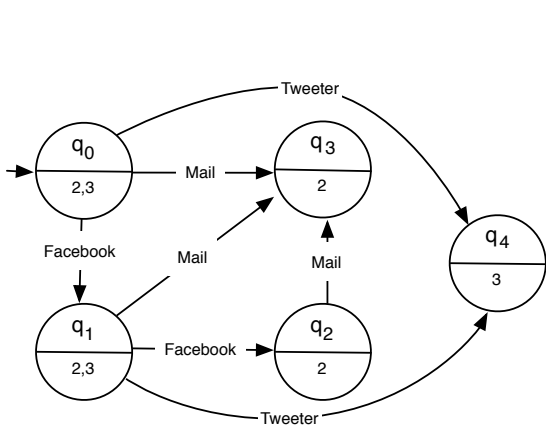 Tweeter
q0
2,3
Mail
q3
2
q4
3
Facebook
Mail
Mail
q1
2,3
Facebook
q2
2
Tweeter